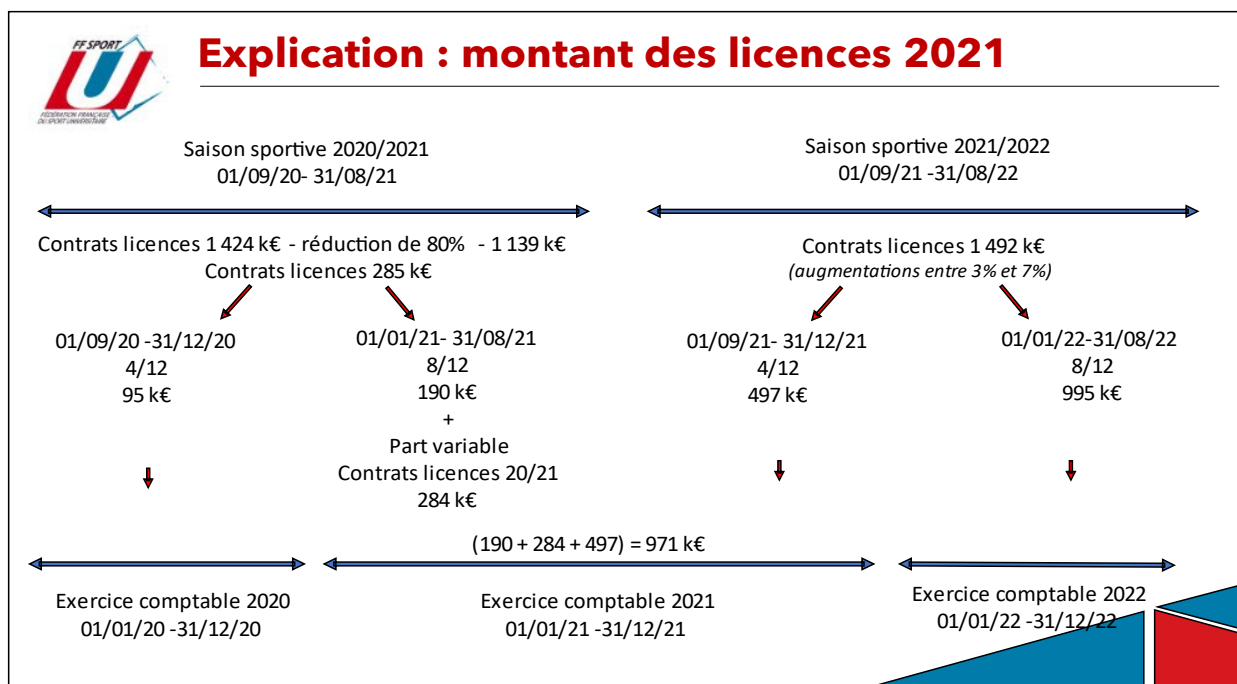 FF SPORT
U
FÉDÉRATION FRANÇAISE
DU SPORT UNIVERSITAIRE
Explication : montant des licences 2021
Saison sportive 2020/2021
01/09/20- 31/08/21
Contrats licences 1 424 k€ - réduction de 80% - 1 139 k€
Contrats licences 285 k€
01/09/20 -31/12/20
4/12
95 k€
01/01/21- 31/08/21
8/12
190 k€
+
Part variable
Contrats licences 20/21
284 k€
Saison sportive 2021/2022
01/09/21 -31/08/22
Contrats licences 1 492 k€
(augmentations entre 3% et 7%)
01/09/21- 31/12/21
4/12
497 k€
01/01/22-31/08/22
8/12
995 k€
(190 + 284 + 497) = 971 k€
Exercice comptable 2020
01/01/20 -31/12/20
Exercice comptable 2021
01/01/21 -31/12/21
Exercice comptable 2022
01/01/22 -31/12/22